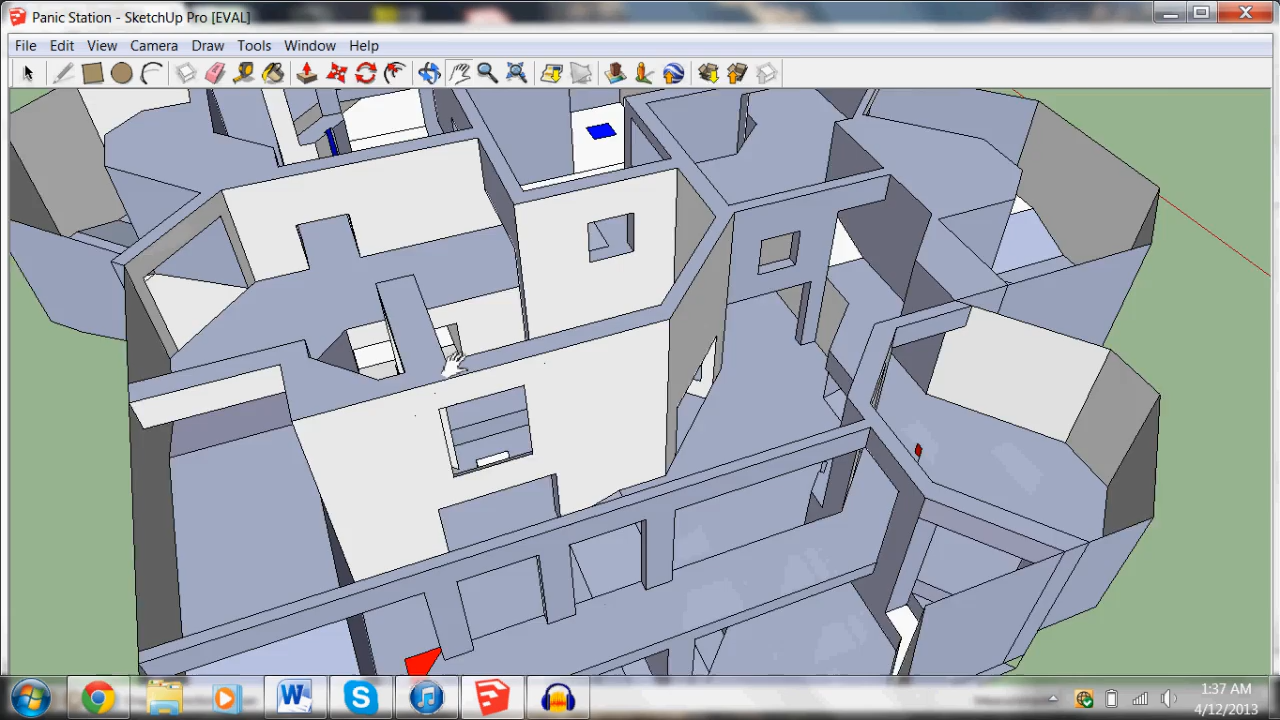 Panic Station - SketchUp Pro [EVAL]
File Edit View Camera Draw Tools Window Help
W S
1:37 AM
4/12/2013